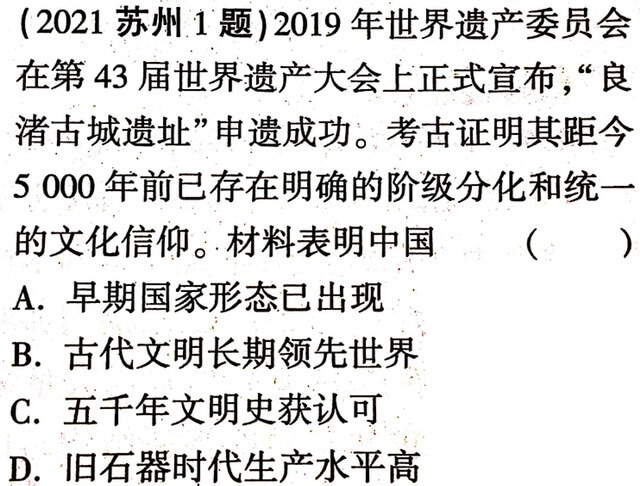 (2021 苏州 1 题)2019 年世界遗产委员会
在第 43 届世界遗产大会上正式宣布,“良
渚古城遗址”申遗成功。考古证明其距今
5 000 年前已存在明确的阶级分化和统一
的文化信仰。材料表明中国 ( )
A. 早期国家形态已出现
B. 古代文明长期领先世界
C. 五千年文明史获认可
D. 旧石器时代生产水平高